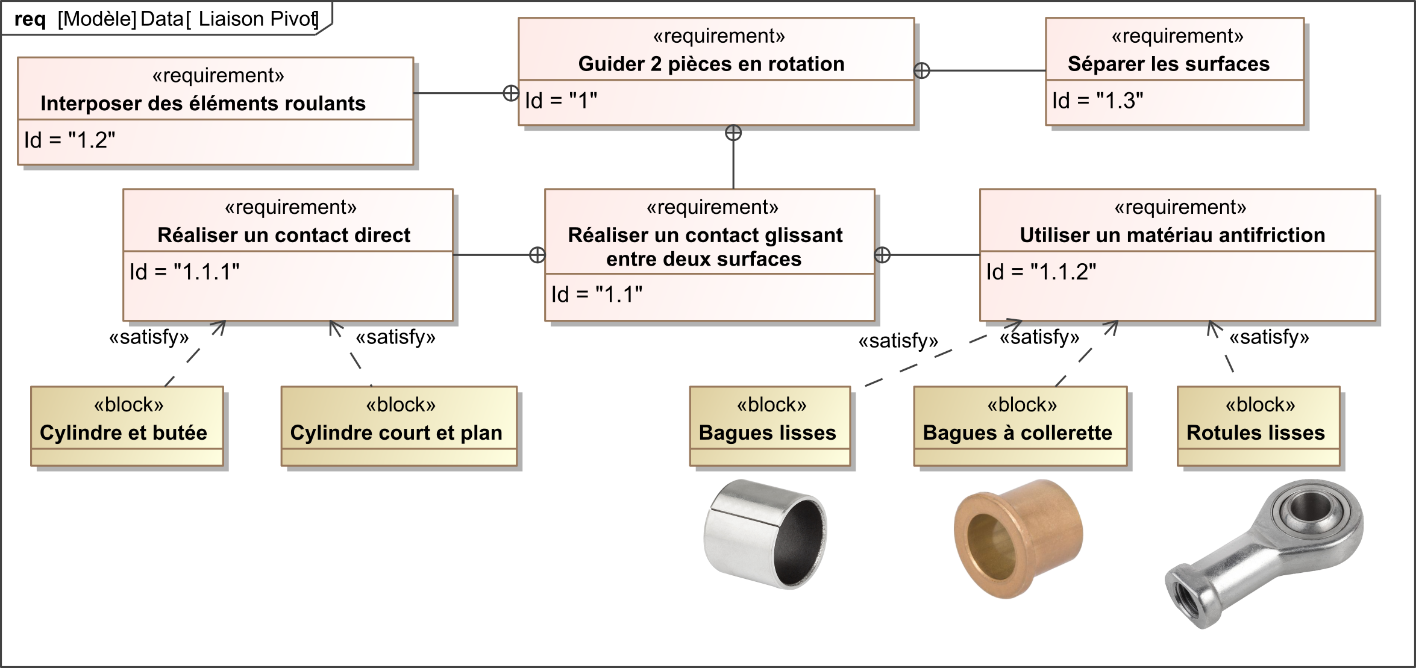 req [Modèle] Data[ Liaison Pivot]
«requirement»
Guider 2 pièces en rotation
Id = "1"
«requirement»
Séparer les surfaces
Id = "1.3"
«requirement»
Interposer des éléments roulants
Id = "1.2"
«requirement»
Réaliser un contact direct
Id = "1.1.1"
«requirement»
Réaliser un contact glissant
entre deux surfaces
Id = "1.1"
«requirement»
Utiliser un matériau antifriction
Id = "1.1.2"
«satisfy»
«satisfy»
«satisfy»
«satisfy»
«satisfy»
«block»
Cylindre et butée
«block»
Cylindre court et plan
«block»
Bagues lisses
«block»
Bagues à collerette
«block»
Rotules lisses